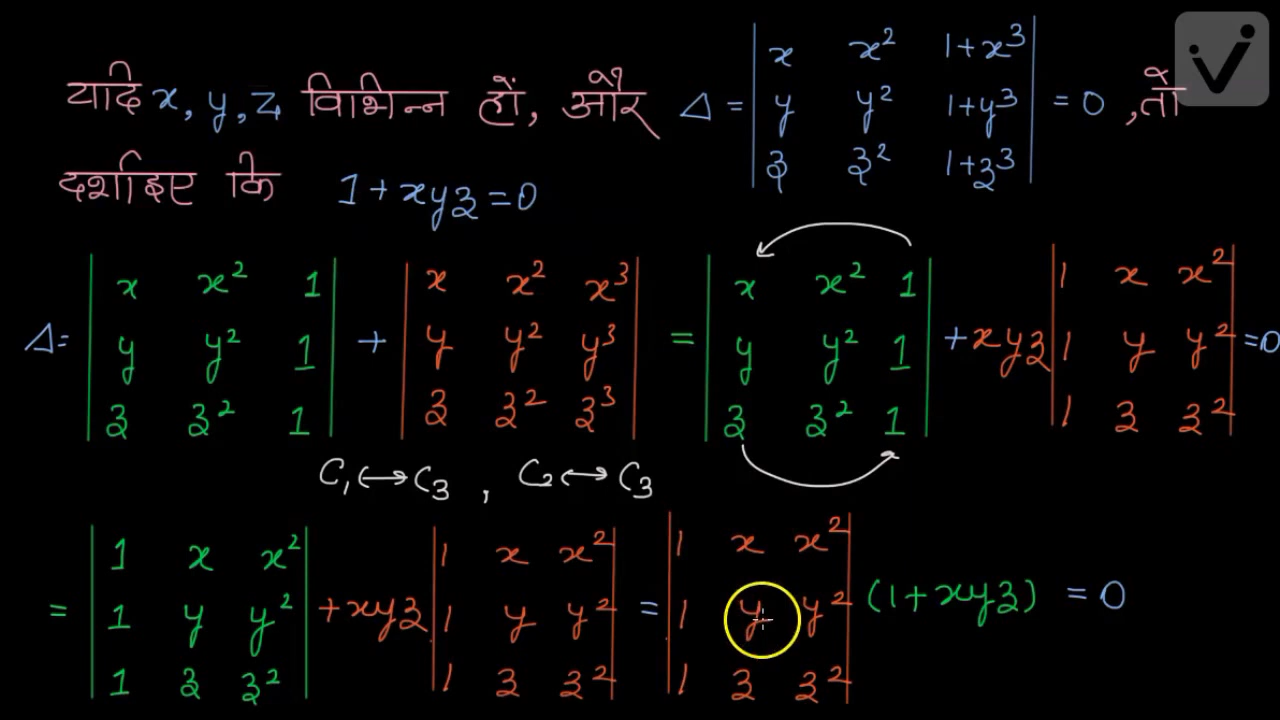 यदि x, y, z विभिन्न हों, और Δ = | x x² 1+x³ | = 0, तो
| y y² 1+y³ |
| z z² 1+z³ |
दर्शाइए कि 1 + xyz = 0
Δ = | x x² 1 | + | x x² x³ | = | x x² 1 | + xyz | 1 x x² | = 0
| y y² 1 | | y y² y³ | | y y² 1 | | 1 y y² |
| z z² 1 | | z z² z³ | | z z² 1 | | 1 z z² |
C₁ ↔ C₃ , C₂ ↔ C₃
= | 1 x x² | + xyz | 1 x x² | = | 1 x x² | (1 + xyz) = 0
| 1 y y² | | 1 y y² | | 1 y y² |
| 1 z z² | | 1 z z² | | 1 z z² |